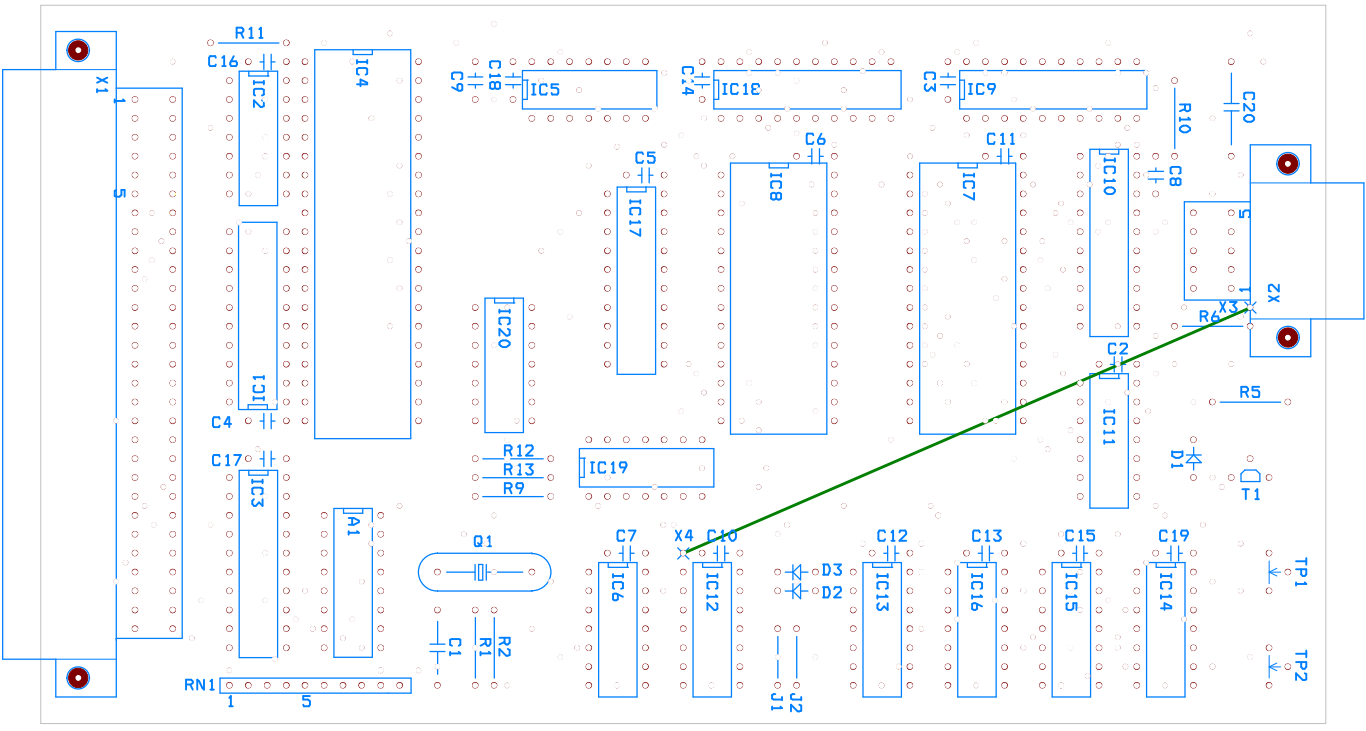 R11
C16
X1
IC2
IC4
C9
C18
IC5
C14
IC18
C3
IC9
R10
C20
1
C6
C11
C5
IC17
IC8
IC7
IC10
C8
5
5
1
X2
X3
R6
IC20
C2
IC1
C4
R5
IC11
R12
C17
R13
IC19
D1
IC3
R9
T1
A1
Q1
C7
X4
C10
C12
C13
C15
C19
D3
TP1
IC6
IC12
D2
IC13
IC16
IC15
IC14
C1
R1
R2
TP2
RN1
J1
J2
1
5